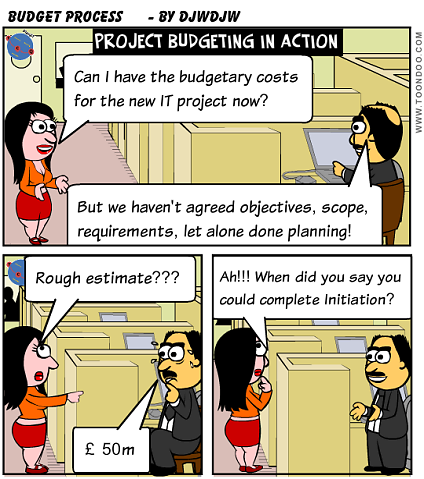 BUDGET PROCESS - BY DJWDJW
PROJECT BUDGETING IN ACTION
Can I have the budgetary costs
for the new IT project now?
But we haven't agreed objectives, scope,
requirements, let alone done planning!
Rough estimate???
£ 50m
Ah!!! When did you say you
could complete Initiation?
WWW.TOONDOO.COM